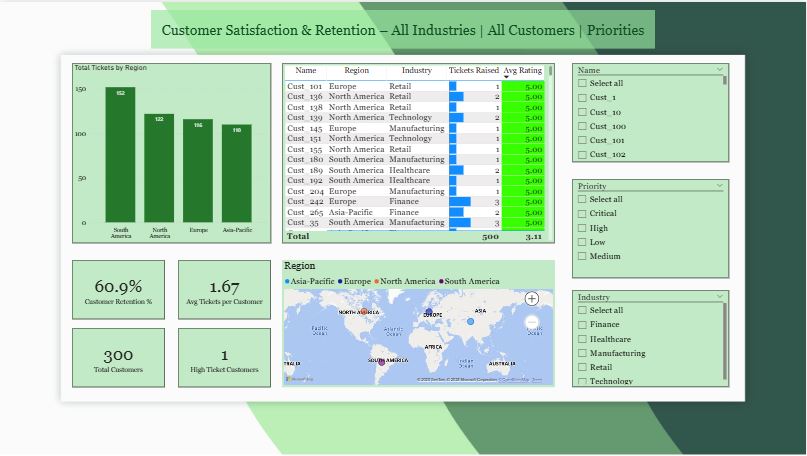 Customer Satisfaction & Retention – All Industries | All Customers | Priorities
Total Tickets by Region
150
100
50
0
152
122
116
110
South America
North America
Europe
Asia-Pacific
Name Region Industry Tickets Raised Avg Rating
Cust_101 Europe Retail 1 5.00
Cust_136 North America Retail 2 5.00
Cust_138 North America Retail 1 5.00
Cust_139 North America Technology 2 5.00
Cust_145 Europe Manufacturing 1 5.00
Cust_151 North America Technology 1 5.00
Cust_155 North America Retail 1 5.00
Cust_180 South America Manufacturing 1 5.00
Cust_189 South America Healthcare 2 5.00
Cust_192 South America Healthcare 1 5.00
Cust_204 Europe Manufacturing 1 5.00
Cust_242 Europe Finance 3 5.00
Cust_265 Asia-Pacific Finance 2 5.00
Cust_35 South America Manufacturing 3 5.00
Total 500 3.11
Name
Select all
Cust_1
Cust_10
Cust_100
Cust_101
Cust_102
Priority
Select all
Critical
High
Low
Medium
Industry
Select all
Finance
Healthcare
Manufacturing
Retail
Technology
60.9%
Customer Retention %
1.67
Avg Tickets per Customer
300
Total Customers
1
High Ticket Customers
Region
Asia-Pacific Europe North America South America
NORTH AMERICA
EUROPE
ASIA
Pacific Ocean
Atlantic Ocean
AFRICA
SOUTH AMERICA
Indian Ocean
AUSTRALIA
RALIA
Pacific Ocean